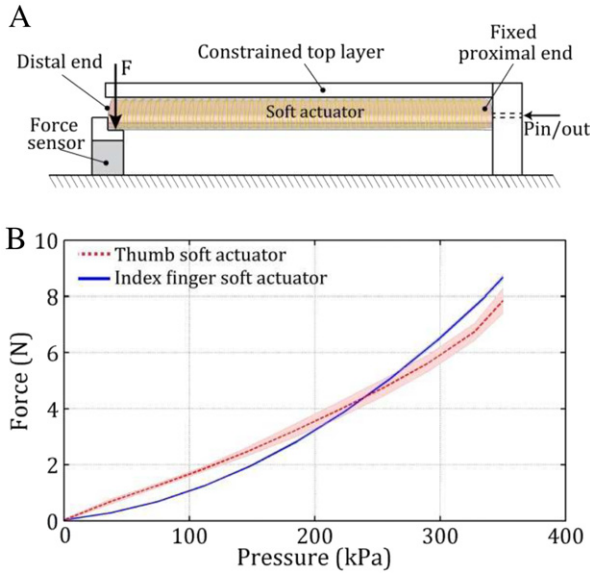 A
Distal end
F
Constrained top layer
Fixed
proximal end
Soft actuator
Force
sensor
Pin/out
B
Thumb soft actuator
Index finger soft actuator
Force (N)
10
8
6
4
2
0
0 100 200 300 400
Pressure (kPa)